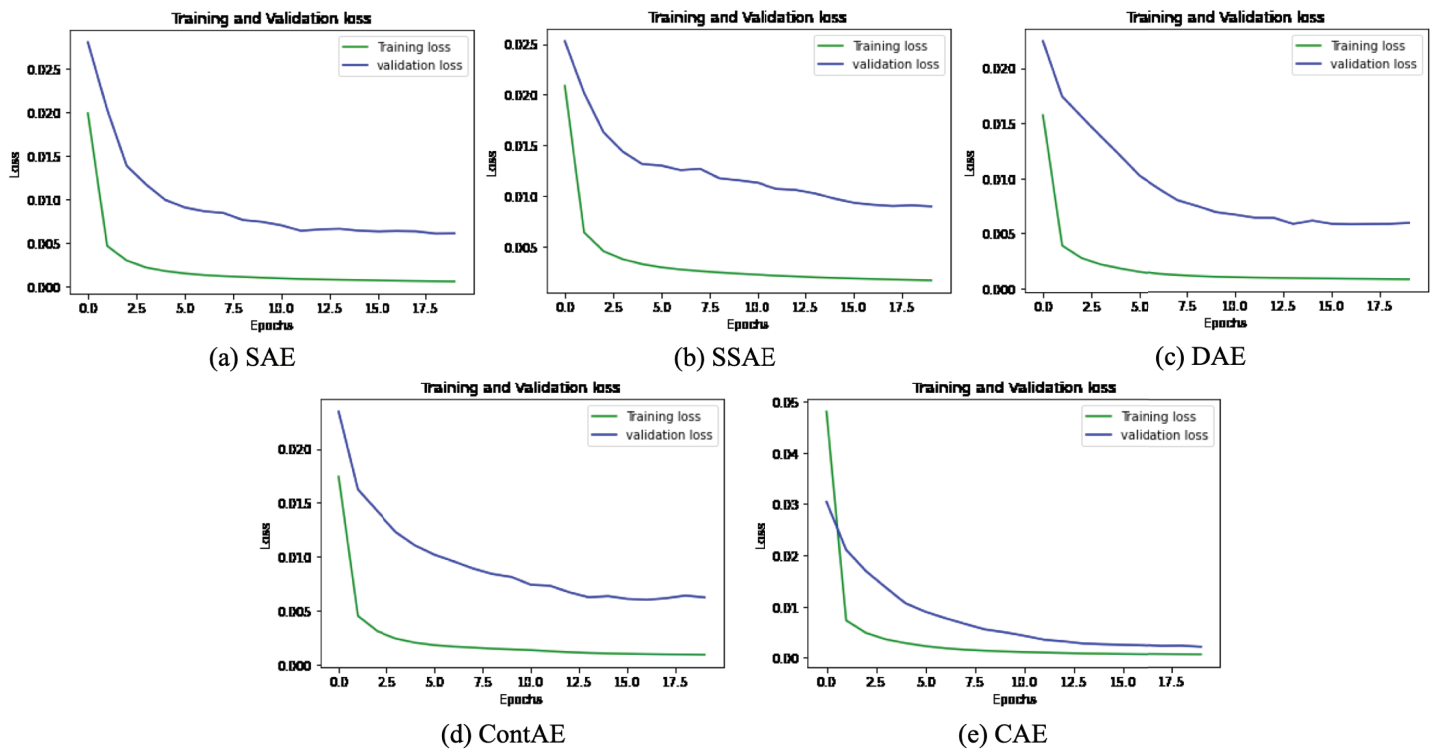 Training and Validation loss
Training loss
validation loss
0.025
0.020
0.015
0.010
0.005
0.000
Loss
0.0 2.5 5.0 7.5 10.0 12.5 15.0 17.5
Epochs
(a) SAE
Training and Validation loss
Training loss
validation loss
0.025
0.020
0.015
0.010
0.005
Loss
0.0 2.5 5.0 7.5 10.0 12.5 15.0 17.5
Epochs
(b) SSAE
Training and Validation loss
Training loss
validation loss
0.020
0.015
0.010
0.005
0.000
Loss
0.0 2.5 5.0 7.5 10.0 12.5 15.0 17.5
Epochs
(c) DAE
Training and Validation loss
Training loss
validation loss
0.020
0.015
0.010
0.005
0.000
Loss
0.0 2.5 5.0 7.5 10.0 12.5 15.0 17.5
Epochs
(d) ContAE
Training and Validation loss
Training loss
validation loss
0.05
0.04
0.03
0.02
0.01
0.00
Loss
0.0 2.5 5.0 7.5 10.0 12.5 15.0 17.5
Epochs
(e) CAE